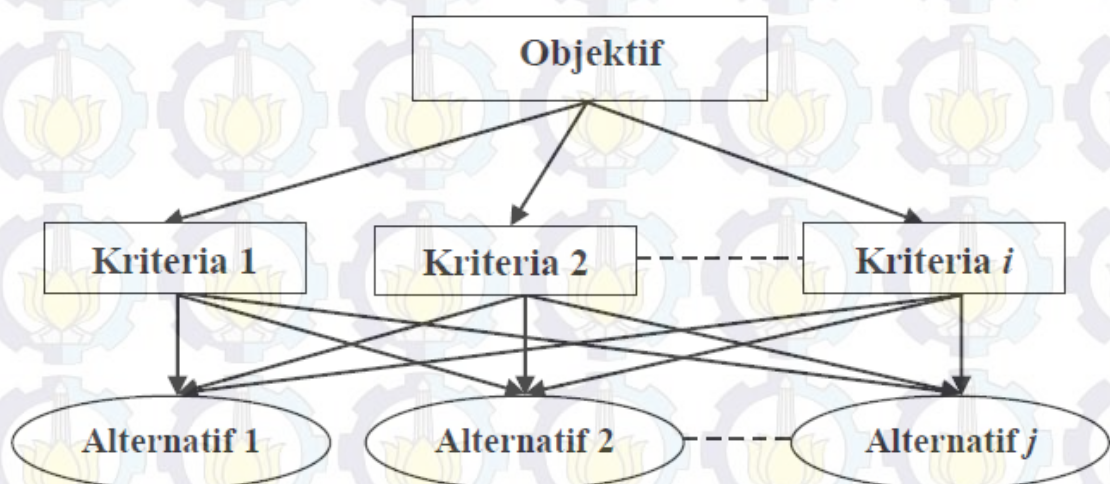 Objektif
Kriteria 1
Kriteria 2
Kriteria i
Alternatif 1
Alternatif 2
Alternatif j